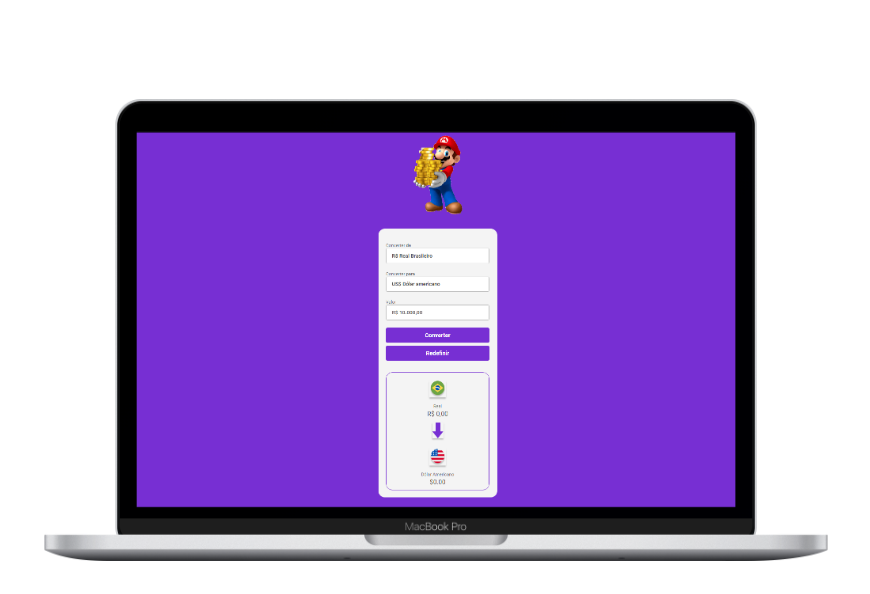 Converter de
R$ Real Brasileiro
Converter para
US$ Dólar americano
Valor
R$ 10.000,00
Converter
Redefinir
Real
R$ 0,00
Dólar Americano
$0.00
MacBook Pro